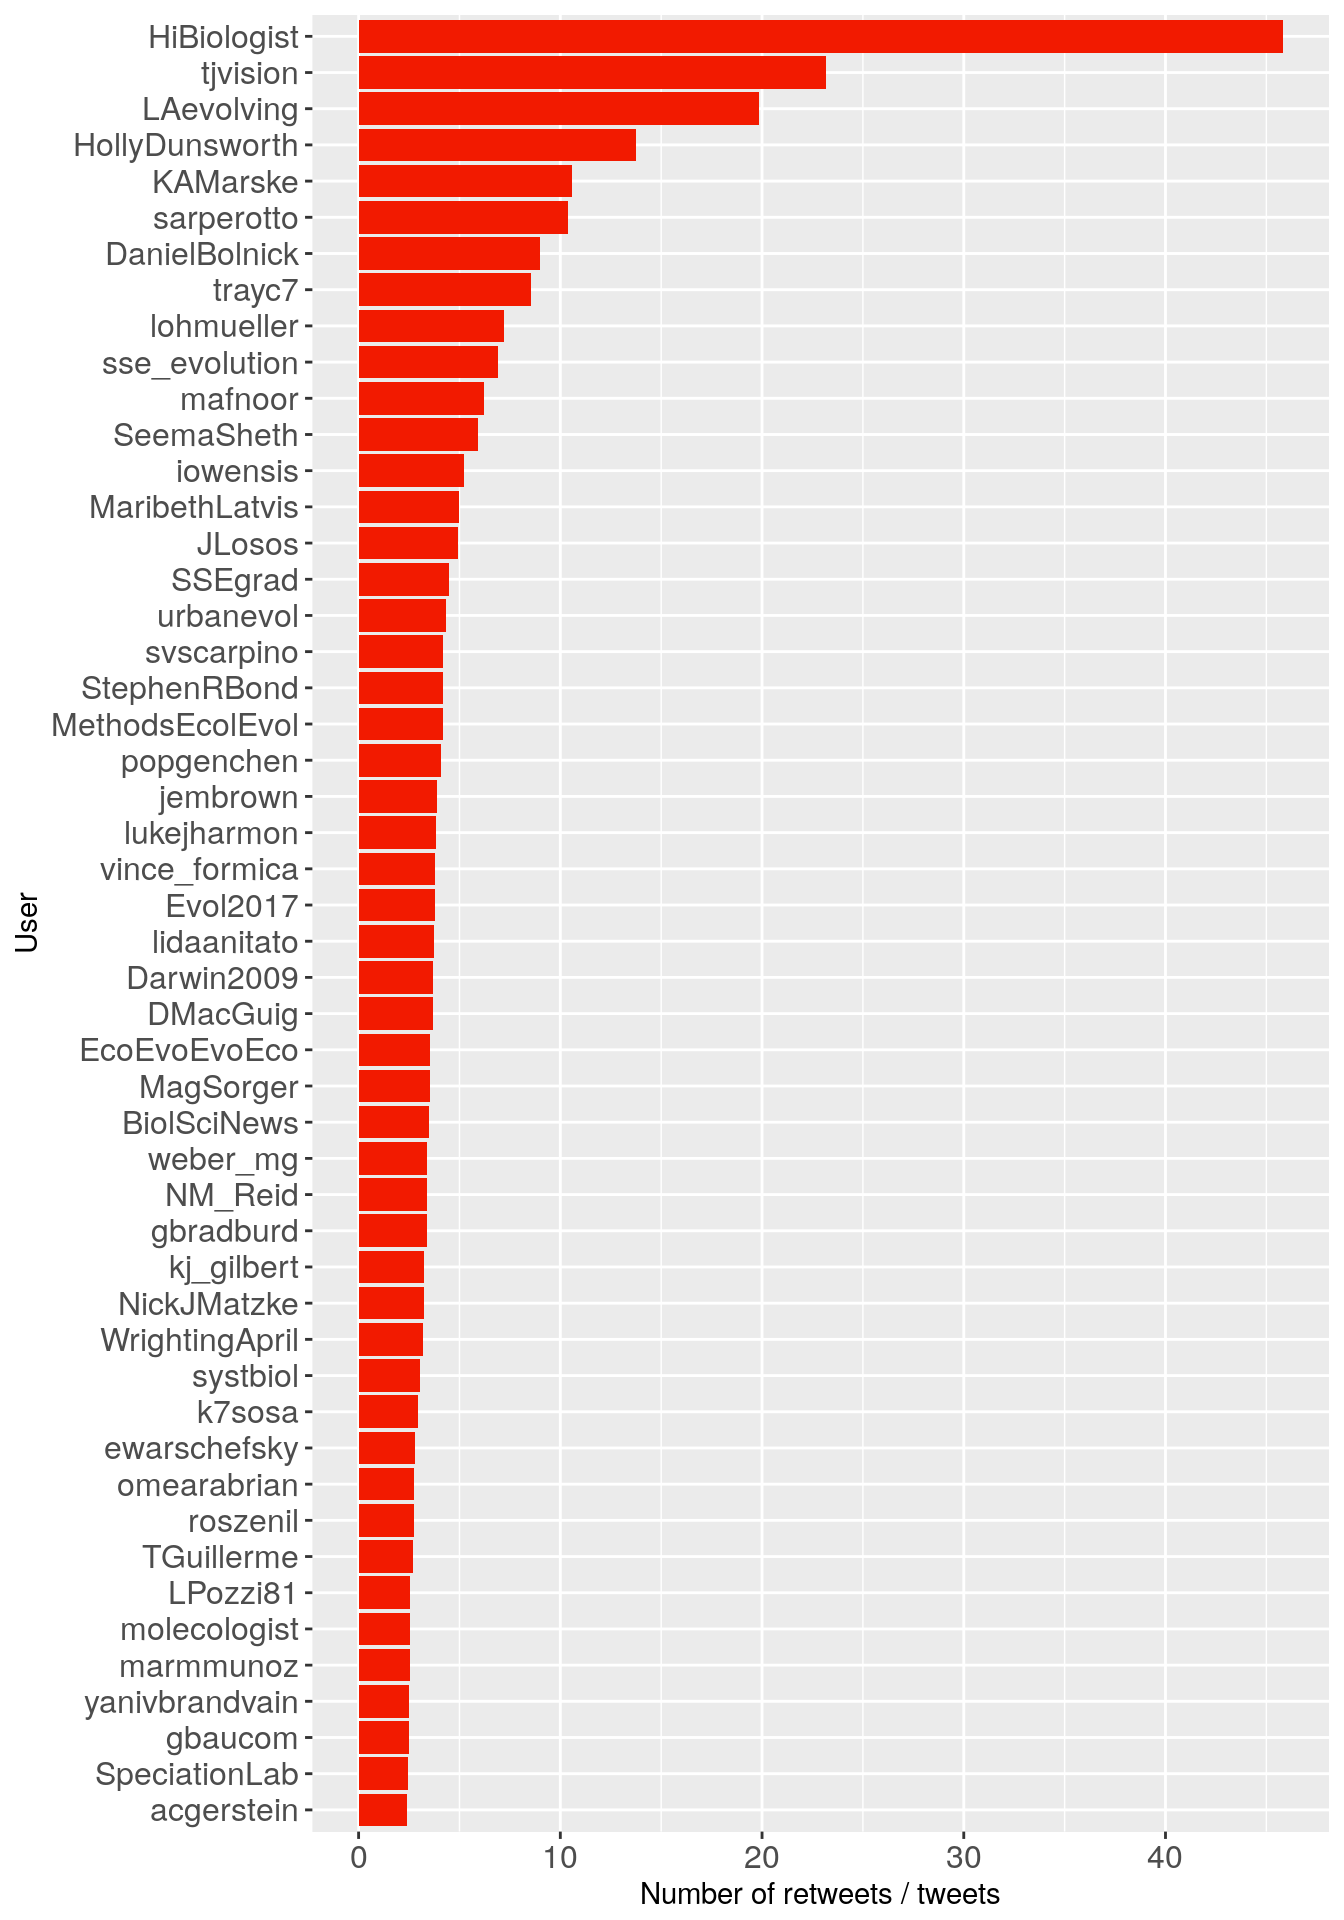 HiBiologist
tjvision
LAevolving
HollyDunsworth
KAMarske
sarperotto
DanielBolnick
trayc7
lohmueller
sse_evolution
mafnoor
SeemaSheth
iowensis
MaribethLatvis
JLosos
SSEgrad
urbanevol
svscarpino
StephenRBond
MethodsEcolEvol
popgenchen
jembrown
lukejharmon
vince_formica
Evol2017
lidaanitato
Darwin2009
DMacGuig
EcoEvoEvoEco
MagSorger
BiolSciNews
weber_mg
NM_Reid
gbradburd
kj_gilbert
NickJMatzke
WrightingApril
systbiol
k7sosa
ewarschefsky
omearabrian
roszenil
TGuillerme
LPozzi81
molecologist
marmmunoz
yanivbrandvain
gbaucom
SpeciationLab
acgerstein
User
0 10 20 30 40
Number of retweets / tweets